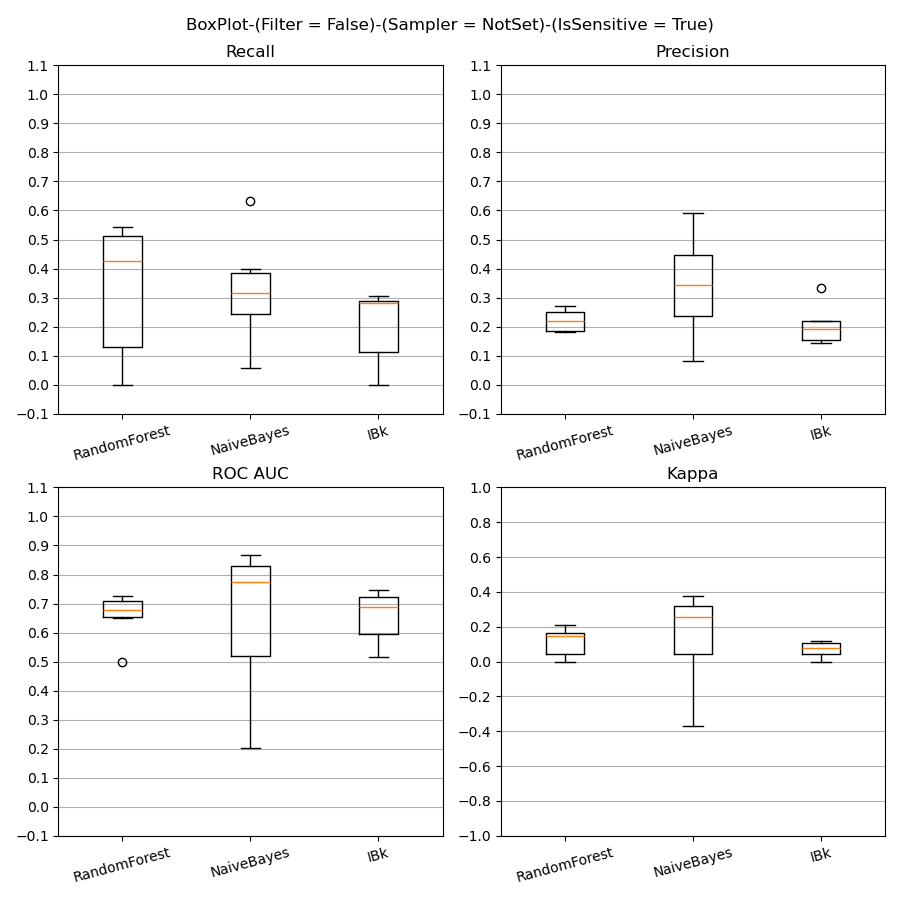 BoxPlot-(Filter = False)-(Sampler = NotSet)-(IsSensitive = True)
Recall
1.1
1.0
0.9
0.8
0.7
0.6
0.5
0.4
0.3
0.2
0.1
0.0
−0.1
RandomForest
NaiveBayes
IBk
Precision
1.1
1.0
0.9
0.8
0.7
0.6
0.5
0.4
0.3
0.2
0.1
0.0
−0.1
RandomForest
NaiveBayes
IBk
ROC AUC
1.1
1.0
0.9
0.8
0.7
0.6
0.5
0.4
0.3
0.2
0.1
0.0
−0.1
RandomForest
NaiveBayes
IBk
Kappa
1.0
0.8
0.6
0.4
0.2
0.0
−0.2
−0.4
−0.6
−0.8
−1.0
RandomForest
NaiveBayes
IBk